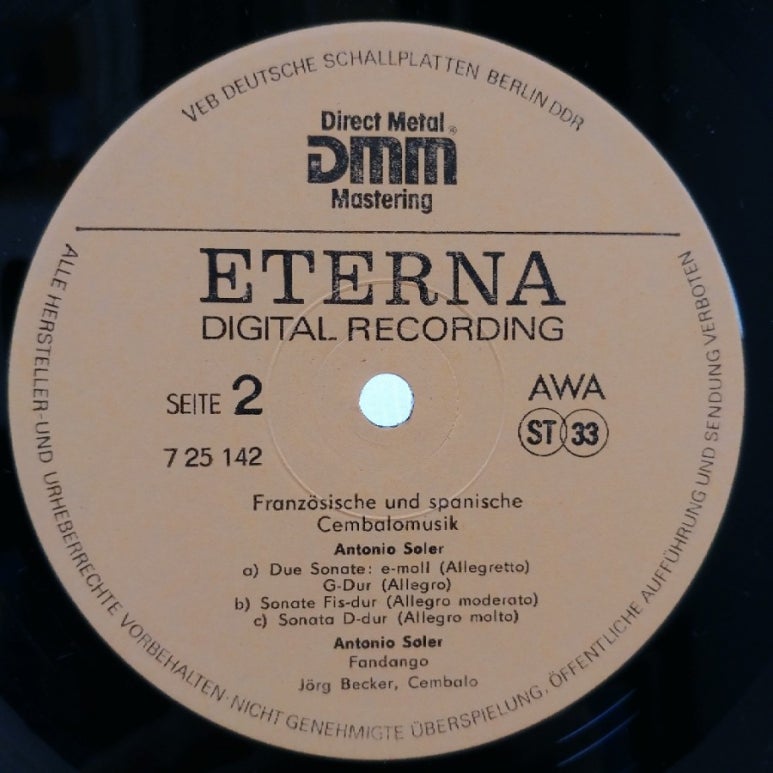 VEB DEUTSCHE SCHALLPLATTEN BERLIN DDR
Direct Metal ®
DMM
Mastering
ETERNA
DIGITAL RECORDING
SEITE 2
AWA
7 25 142
ST 33
Französische und spanische
Cembalomusik
Antonio Soler
a) Due Sonate: e-moll (Allegretto)
G-Dur (Allegro)
b) Sonate Fis-dur (Allegro moderato)
c) Sonata D-dur (Allegro molto)
Antonio Soler
Fandango
Jörg Becker, Cembalo
ALLE HERSTELLER-UND URHEBERRECHTE VORBEHALTEN·NICHT GENEHMIGTE ÜBERSPIELUNG, ÖFFENTLICHE AUFFÜHRUNG UND SENDUNG VERBOTEN